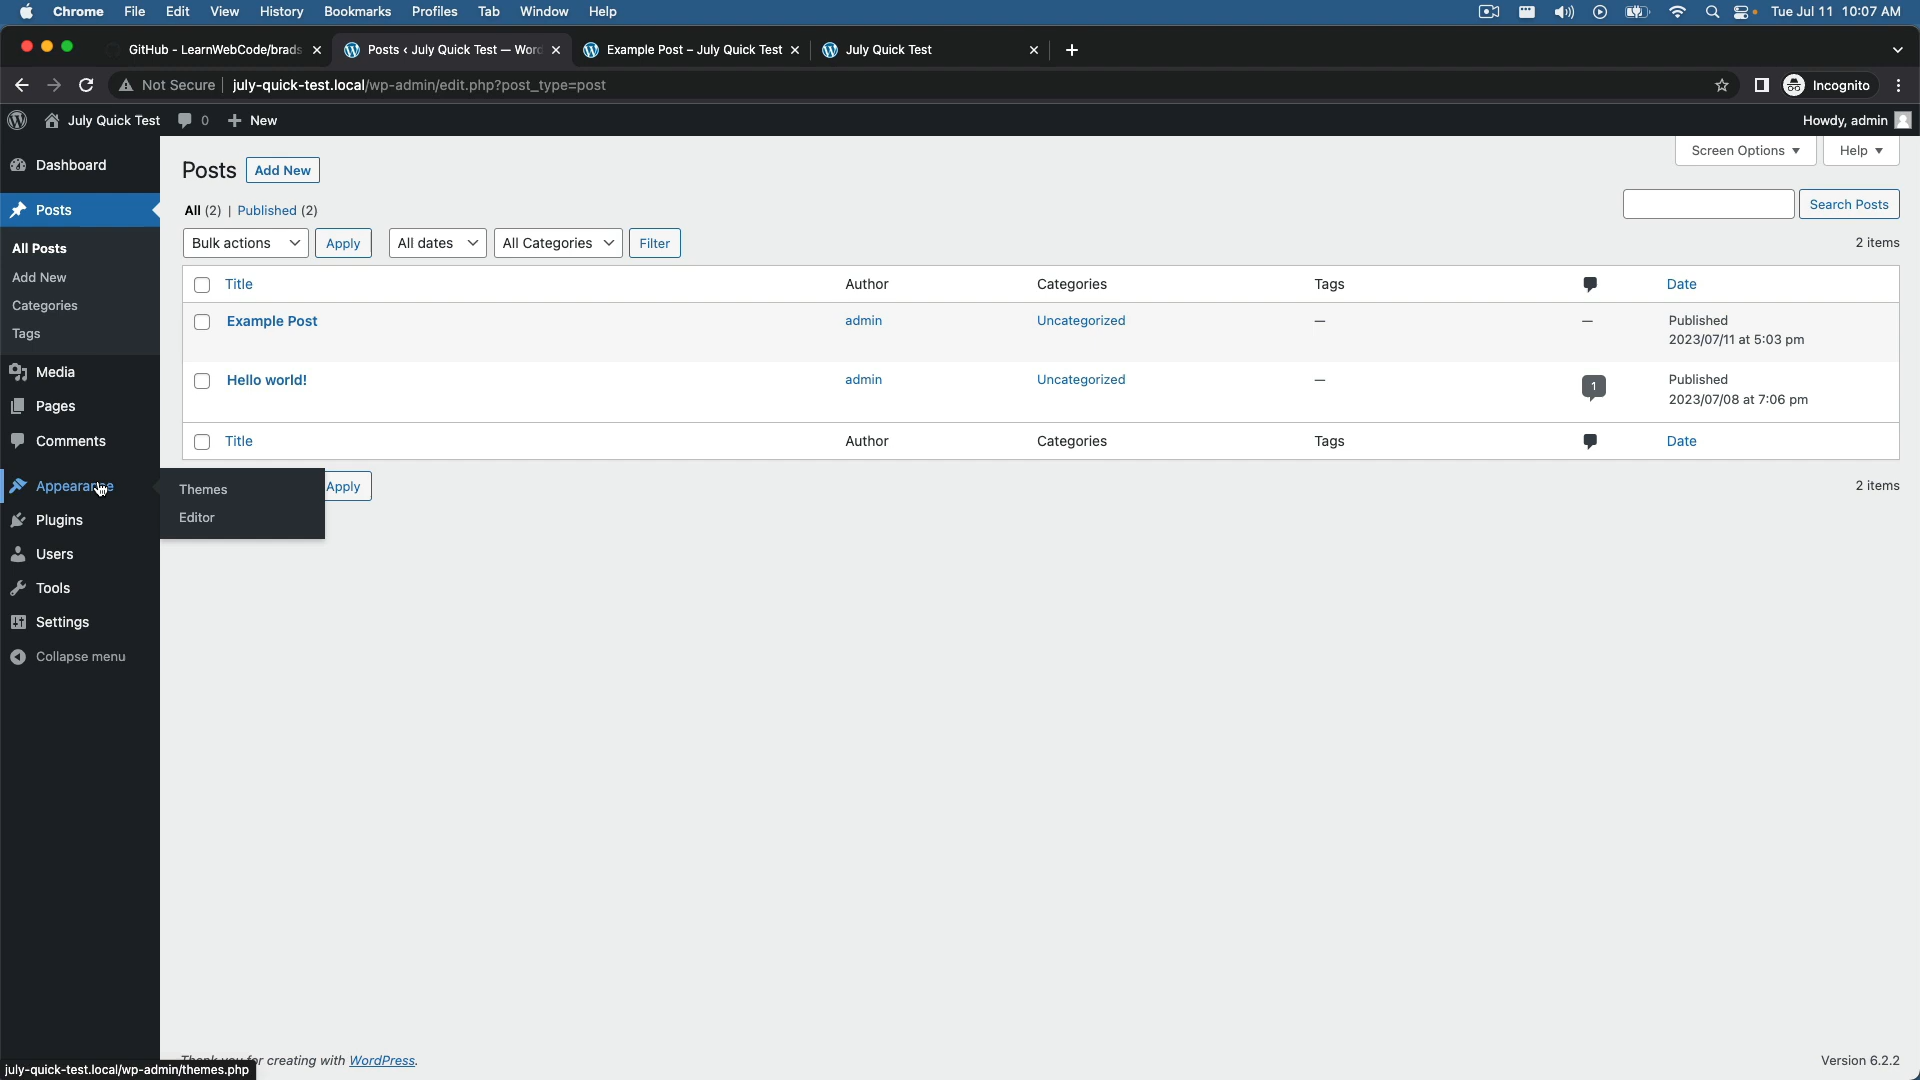 Chrome File Edit View History Bookmarks Profiles Tab Window Help Tue Jul 11 10:07 AM
GitHub - LearnWebCode/brads Posts ‹ July Quick Test — Word Example Post – July Quick Test July Quick Test
Not Secure july-quick-test.local/wp-admin/edit.php?post_type=post Incognito
July Quick Test 0 New Howdy, admin
Dashboard
Posts
All Posts
Add New
Categories
Tags
Media
Pages
Comments
Appearance
Plugins
Users
Tools
Settings
Collapse menu
Themes
Editor
Screen Options Help
Posts Add New
All (2) | Published (2)
Search Posts
Bulk actions Apply All dates All Categories Filter 2 items
Title Author Categories Tags Date
Example Post admin Uncategorized — — Published
2023/07/11 at 5:03 pm
Hello world! admin Uncategorized — 1 Published
2023/07/08 at 7:06 pm
Title Author Categories Tags Date
Apply 2 items
Thank you for creating with WordPress. Version 6.2.2
july-quick-test.local/wp-admin/themes.php